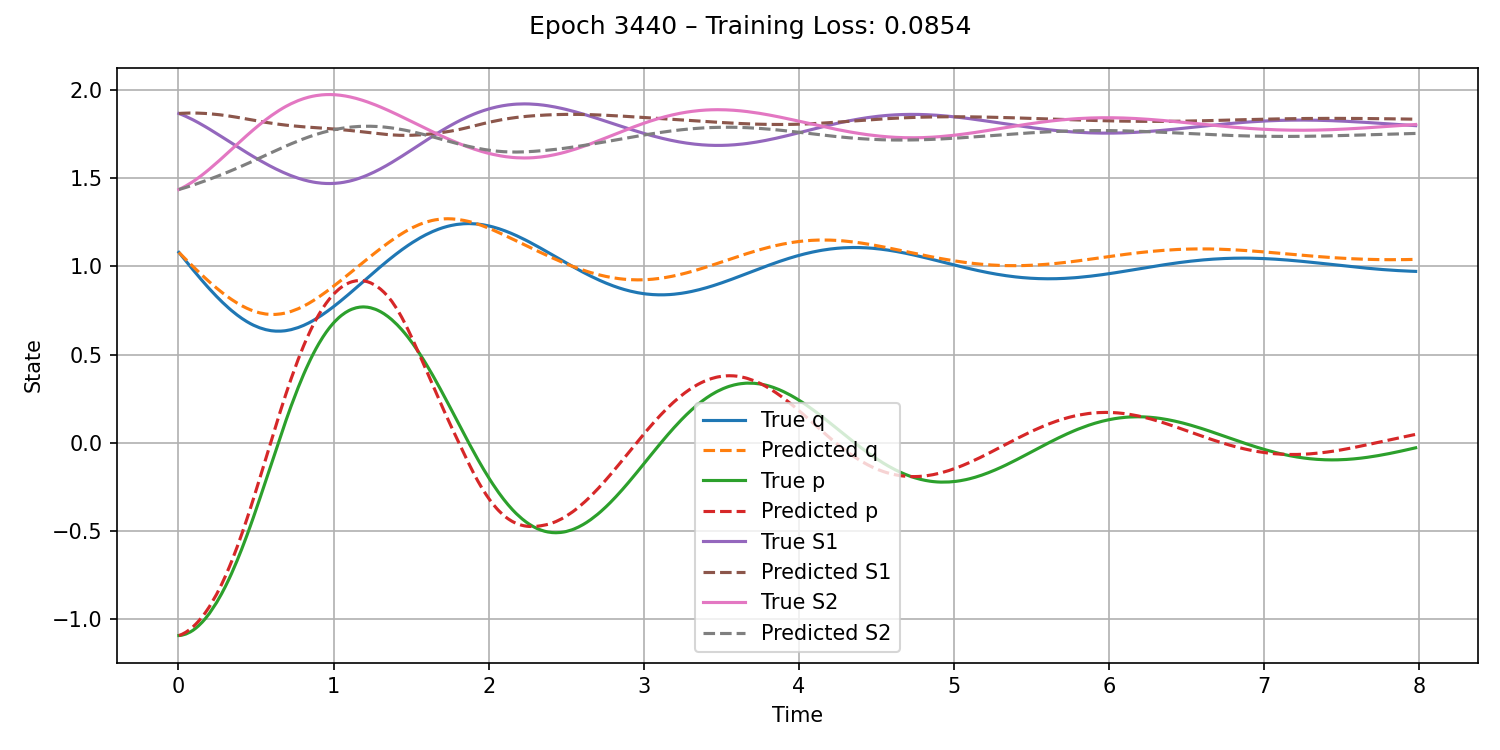 Epoch 3440 – Training Loss: 0.0854
2.0
1.5
1.0
0.5
0.0
−0.5
−1.0
State
True q
Predicted q
True p
Predicted p
True S1
Predicted S1
True S2
Predicted S2
0 1 2 3 4 5 6 7 8
Time